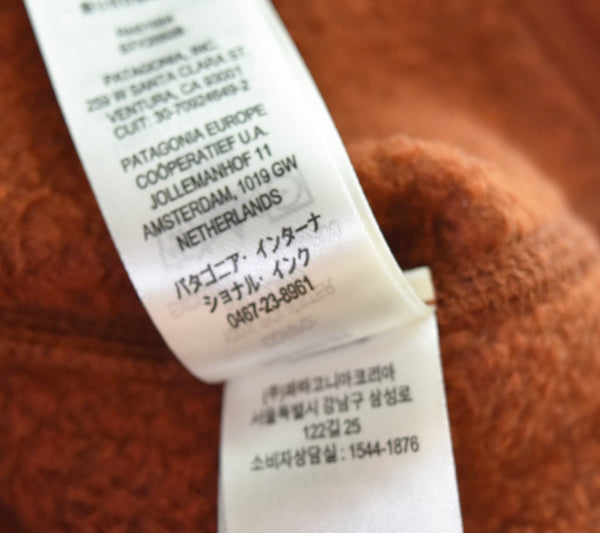 PATAGONIA, INC.
259 W SANTA CLARA ST.
VENTURA, CA 93001
CUIT: 30-70924649-2
PATAGONIA EUROPE
COÖPERATIEF U.A.
JOLLEMANHOF 11
AMSTERDAM, 1019 GW
NETHERLANDS
パタゴニア・インターナ
ショナル・インク
0467-23-8961
(주)파타고니아코리아
서울특별시 강남구 삼성로
122길 25
소비자상담실 : 1544-1876